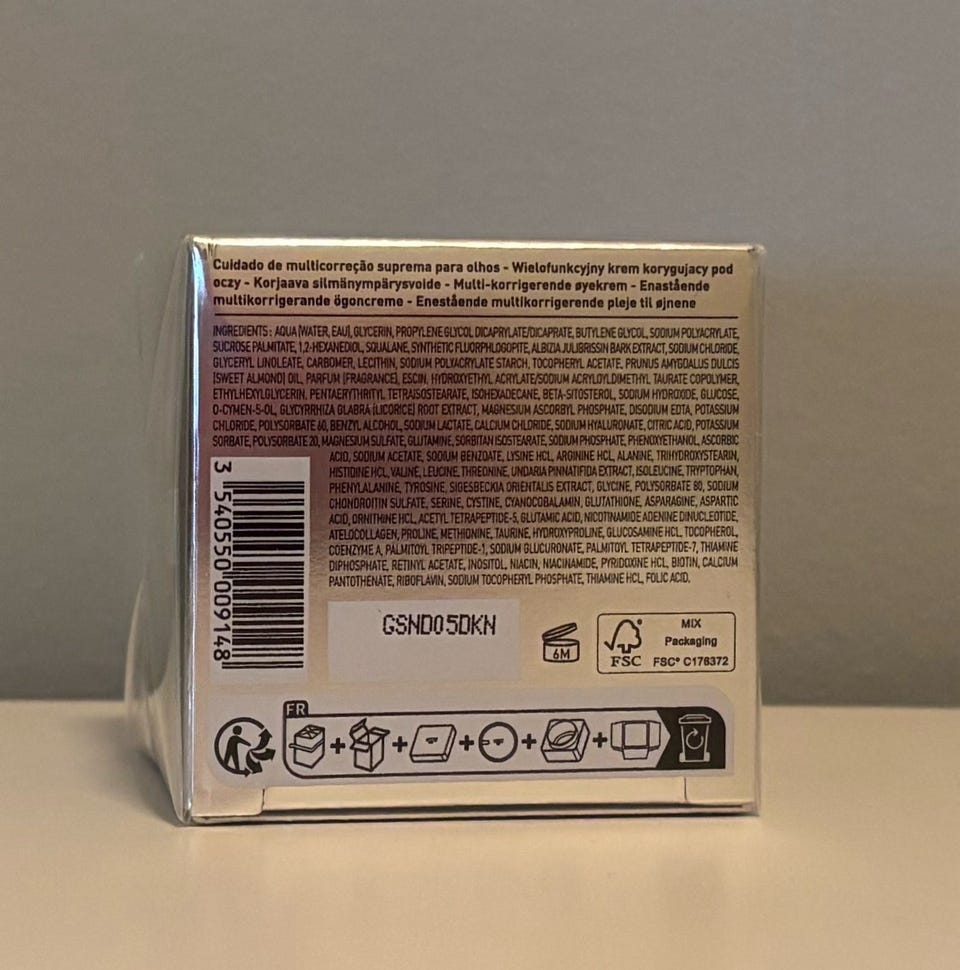 Cuidado de multicorreção suprema para olhos - Wielofunkcyjny krem korygujacy pod
oczy - Korjaava silmänympärysvoide - Multi-korrigerende øyekrem - Enastående
multikorrigerande ögoncreme - Enestående multikorrigerende pleje til øjnene
INGREDIENTS : AQUA (WATER, EAU), GLYCERIN, PROPYLENE GLYCOL DICAPRYLATE/DICAPRATE, BUTYLENE GLYCOL, SODIUM POLYACRYLATE,
SUCROSE PALMITATE, 1,2-HEXANEDIOL, SQUALANE, SYNTHETIC FLUORPHLOGOPITE, ALBIZIA JULIBRISSIN BARK EXTRACT, SODIUM CHLORIDE,
GLYCERYL LINOLEATE, CARBOMER, LECITHIN, SODIUM POLYACRYLATE STARCH, TOCOPHERYL ACETATE, PRUNUS AMYGDALUS DULCIS
(SWEET ALMOND) OIL, PARFUM (FRAGRANCE), ESCIN, HYDROXYETHYL ACRYLATE/SODIUM ACRYLOYLDIMETHYL TAURATE COPOLYMER,
ETHYLHEXYLGLYCERIN, PENTAERYTHRITYL TETRAISOSTEARATE, ISOHEXADECANE, BETA-SITOSTEROL, SODIUM HYDROXIDE, GLUCOSE,
O-CYMEN-5-OL, GLYCYRRHIZA GLABRA (LICORICE) ROOT EXTRACT, MAGNESIUM ASCORBYL PHOSPHATE, DISODIUM EDTA, POTASSIUM
CHLORIDE, POLYSORBATE 60, BENZYL ALCOHOL, SODIUM LACTATE, CALCIUM CHLORIDE, SODIUM HYALURONATE, CITRIC ACID, POTASSIUM
SORBATE, POLYSORBATE 20, MAGNESIUM SULFATE, GLUTAMINE, SORBITAN ISOSTEARATE, SODIUM PHOSPHATE, PHENOXYETHANOL, ASCORBIC
ACID, SODIUM ACETATE, SODIUM BENZOATE, LYSINE HCL, ARGININE HCL, ALANINE, TRIHYDROXYSTEARIN,
HISTIDINE HCL, VALINE, LEUCINE, THREONINE, UNDARIA PINNATIFIDA EXTRACT, ISOLEUCINE, TRYPTOPHAN,
PHENYLALANINE, TYROSINE, SIGESBECKIA ORIENTALIS EXTRACT, GLYCINE, POLYSORBATE 80, SODIUM
CHONDROITIN SULFATE, SERINE, CYSTINE, CYANOCOBALAMIN, GLUTATHIONE, ASPARAGINE, ASPARTIC
ACID, ORNITHINE HCL, ACETYL TETRAPEPTIDE-5, GLUTAMIC ACID, NICOTINAMIDE ADENINE DINUCLEOTIDE,
ATELOCOLLAGEN, PROLINE, METHIONINE, TAURINE, HYDROXYPROLINE, GLUCOSAMINE HCL, TOCOPHEROL,
COENZYME A, PALMITOYL TRIPEPTIDE-1, SODIUM GLUCURONATE, PALMITOYL TETRAPEPTIDE-7, THIAMINE
DIPHOSPHATE, RETINYL ACETATE, INOSITOL, NIACIN, NIACINAMIDE, PYRIDOXINE HCL, BIOTIN, CALCIUM
PANTOTHENATE, RIBOFLAVIN, SODIUM TOCOPHERYL PHOSPHATE, THIAMINE HCL, FOLIC ACID.
3 540550 009148
GSND05DKN
6M
FSC
MIX
Packaging
FSC® C176372
FR